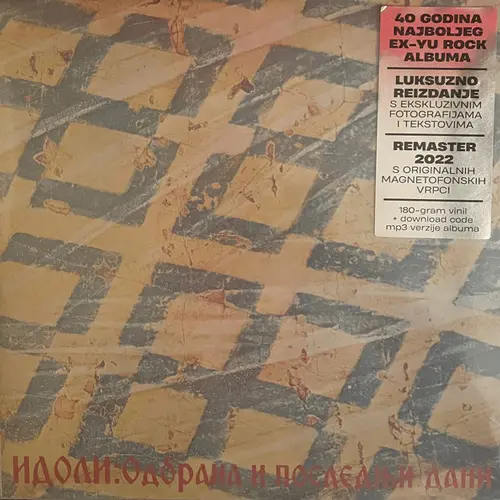 40 GODINA
NAJBOLJEG
EX-YU ROCK
ALBUMA
LUKSUZNO
REIZDANJE
S EKSKLUZIVNIM
FOTOGRAFIJAMA
I TEKSTOVIMA
REMASTER
2022
S ORIGINALNIH
MAGNETOFONSKIH
VRPCI
180-gram vinil
+ download code
mp3 verzije albuma
ИДОЛИ: Одбрана и последњи дани